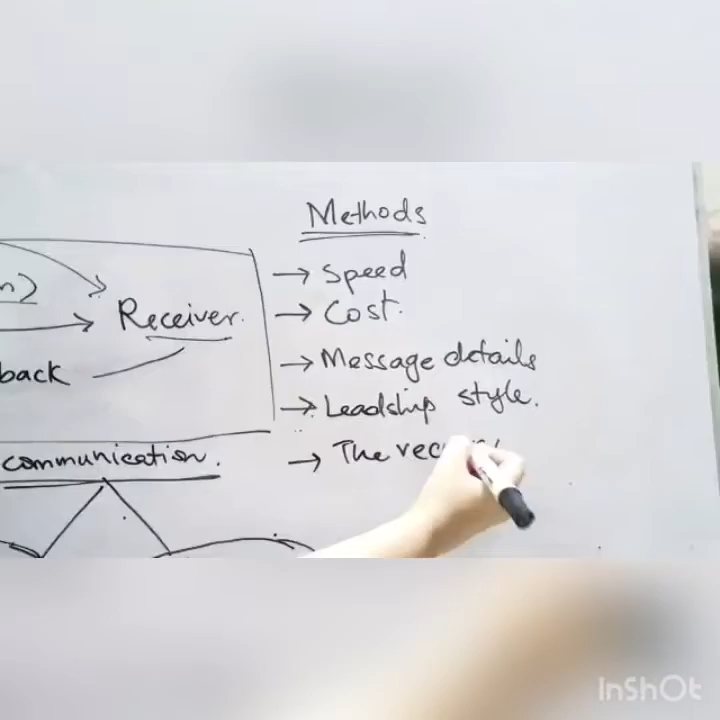 Methods
→ Speed
n)
→ Cost.
Receiver.
→ Message details
back
→ Leadship style.
communication.
→ The rec
InShOt